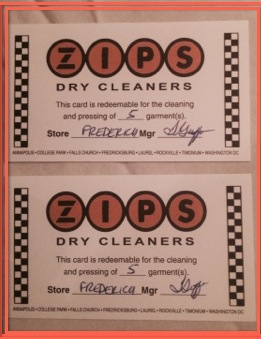 ZIPS
DRY CLEANERS
This card is redeemable for the cleaning
and pressing of 5 garment(s).
Store FREDERICK Mgr
ANNAPOLIS • COLLEGE PARK • FALLS CHURCH • FREDRICKSBURG • LAUREL • ROCKVILLE • TIMONIUM • WASHINGTON DC
ZIPS
DRY CLEANERS
This card is redeemable for the cleaning
and pressing of 5 garment(s).
Store FREDERICK Mgr
ANNAPOLIS • COLLEGE PARK • FALLS CHURCH • FREDRICKSBURG • LAUREL • ROCKVILLE • TIMONIUM • WASHINGTON DC